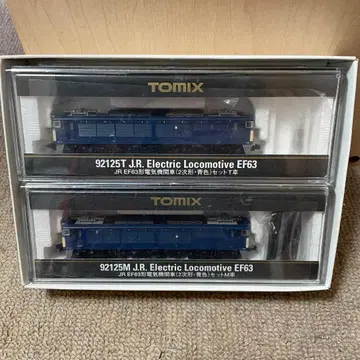 TOMIX
92125T J.R. Electric Locomotive EF63
JR EF63形電気機関車(2次形・青色)セットT車
TOMIX
92125M J.R. Electric Locomotive EF63
JR EF63形電気機関車(2次形・青色)セットM車